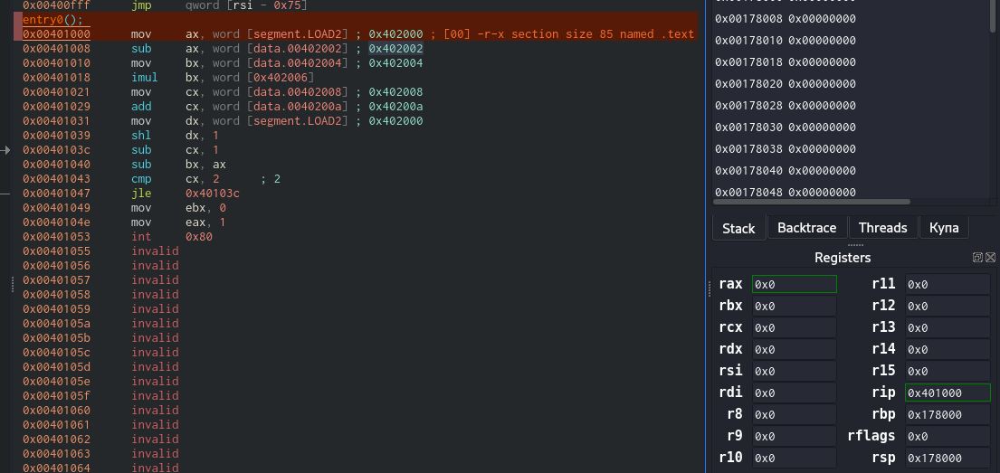 0x00400fff jmp qword [rsi - 0x75]
entry0();
0x00401000 mov ax, word [segment.LOAD2] ; 0x402000 ; [00] -r-x section size 85 named .text
0x00401008 sub ax, word [data.00402002] ; 0x402002
0x00401010 mov bx, word [data.00402004] ; 0x402004
0x00401018 imul bx, word [0x402006]
0x00401021 mov cx, word [data.00402008] ; 0x402008
0x00401029 add cx, word [data.0040200a] ; 0x40200a
0x00401031 mov dx, word [segment.LOAD2] ; 0x402000
0x00401039 shl dx, 1
0x0040103c sub cx, 1
0x00401040 sub bx, ax
0x00401043 cmp cx, 2 ; 2
0x00401047 jle 0x40103c
0x00401049 mov ebx, 0
0x0040104e mov eax, 1
0x00401053 int 0x80
0x00401055 invalid
0x00401056 invalid
0x00401057 invalid
0x00401058 invalid
0x00401059 invalid
0x0040105a invalid
0x0040105b invalid
0x0040105c invalid
0x0040105d invalid
0x0040105e invalid
0x0040105f invalid
0x00401060 invalid
0x00401061 invalid
0x00401062 invalid
0x00401063 invalid
0x00401064 invalid
0x00178008 0x00000000
0x00178010 0x00000000
0x00178018 0x00000000
0x00178020 0x00000000
0x00178028 0x00000000
0x00178030 0x00000000
0x00178038 0x00000000
0x00178040 0x00000000
0x00178048 0x00000000
Stack Backtrace Threads Купа
Registers
rax 0x0 r11 0x0
rbx 0x0 r12 0x0
rcx 0x0 r13 0x0
rdx 0x0 r14 0x0
rsi 0x0 r15 0x0
rdi 0x0 rip 0x401000
r8 0x0 rbp 0x178000
r9 0x0 rflags 0x0
r10 0x0 rsp 0x178000